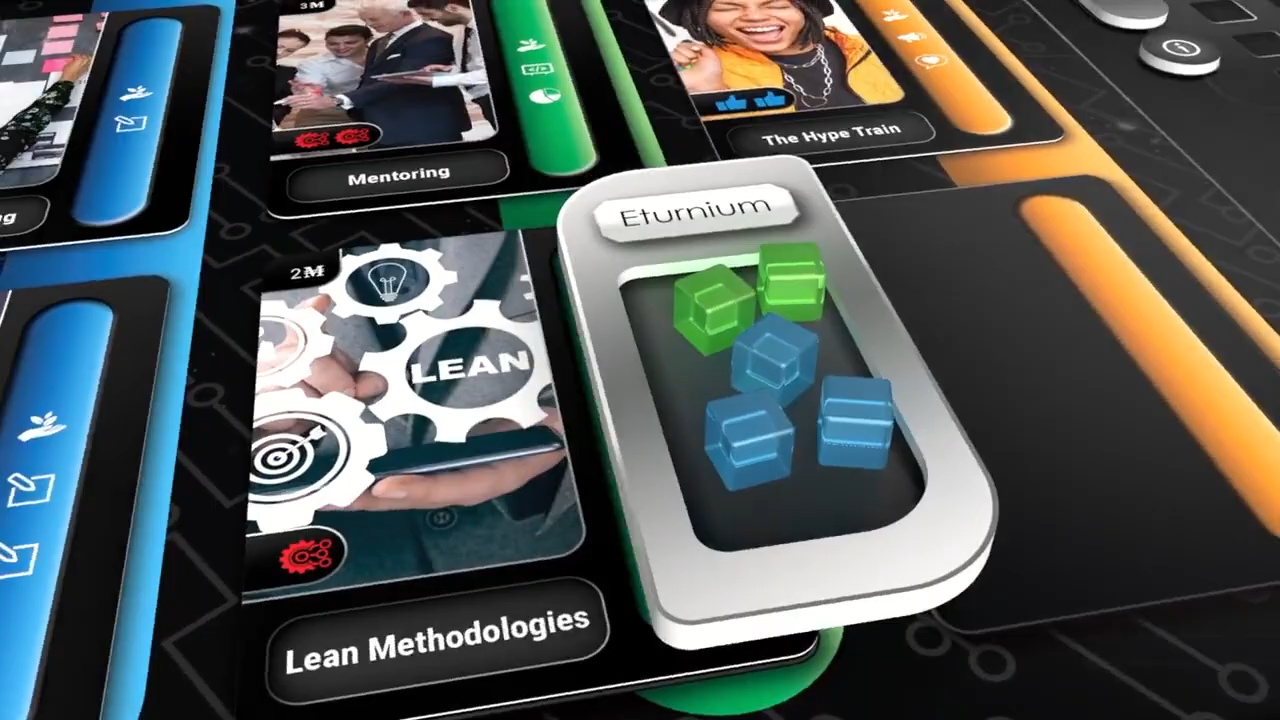 3M
Mentoring
The Hype Train
Eturnium
2M
LEAN
Lean Methodologies